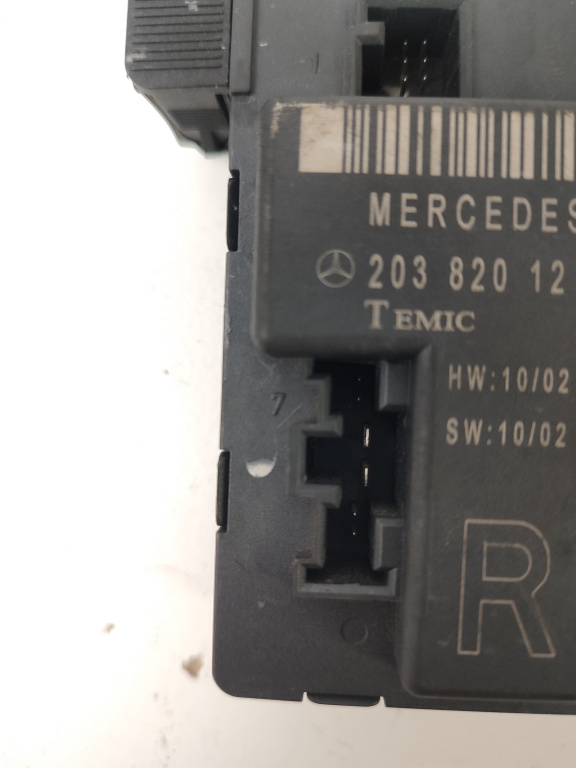 MERCEDES
203 820 12
TEMIC
HW:10/02
7
SW:10/02
R